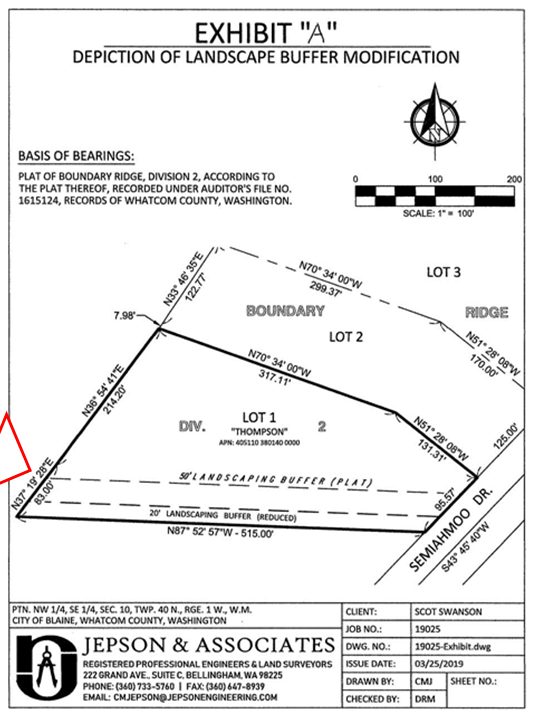 EXHIBIT "A"
DEPICTION OF LANDSCAPE BUFFER MODIFICATION
N
BASIS OF BEARINGS:
PLAT OF BOUNDARY RIDGE, DIVISION 2, ACCORDING TO
THE PLAT THEREOF, RECORDED UNDER AUDITOR'S FILE NO.
1615124, RECORDS OF WHATCOM COUNTY, WASHINGTON.
0 100 200
SCALE: 1" = 100'
N33° 46' 35"E
122.77'
N70° 34' 00"W
299.37'
LOT 3
BOUNDARY
RIDGE
7.98'
LOT 2
N51° 28' 08"W
170.00'
N36° 54' 41"E
214.20'
N70° 34' 00"W
317.11'
LOT 1
"THOMPSON"
APN: 405110 380140 0000
DIV. 2
N51° 28' 08"W
131.31'
125.00'
N37° 19' 28"E
83.00'
50' LANDSCAPING BUFFER (PLAT)
95.57'
20' LANDSCAPING BUFFER (REDUCED)
N87° 52' 57"W - 515.00'
SEMIAHMOO DR.
S43° 45' 40"W
PTN. NW 1/4, SE 1/4, SEC. 10, TWP. 40 N., RGE. 1 W., W.M.
CITY OF BLAINE, WHATCOM COUNTY, WASHINGTON
JEPSON & ASSOCIATES
REGISTERED PROFESSIONAL ENGINEERS & LAND SURVEYORS
222 GRAND AVE., SUITE C, BELLINGHAM, WA 98225
PHONE: (360) 733-5760 | FAX: (360) 647-8939
EMAIL: CMJEPSON@JEPSONENGINEERING.COM
CLIENT: SCOT SWANSON
JOB NO.: 19025
DWG. NO.: 19025-Exhibit.dwg
ISSUE DATE: 03/25/2019
DRAWN BY: CMJ SHEET NO.:
CHECKED BY: DRM